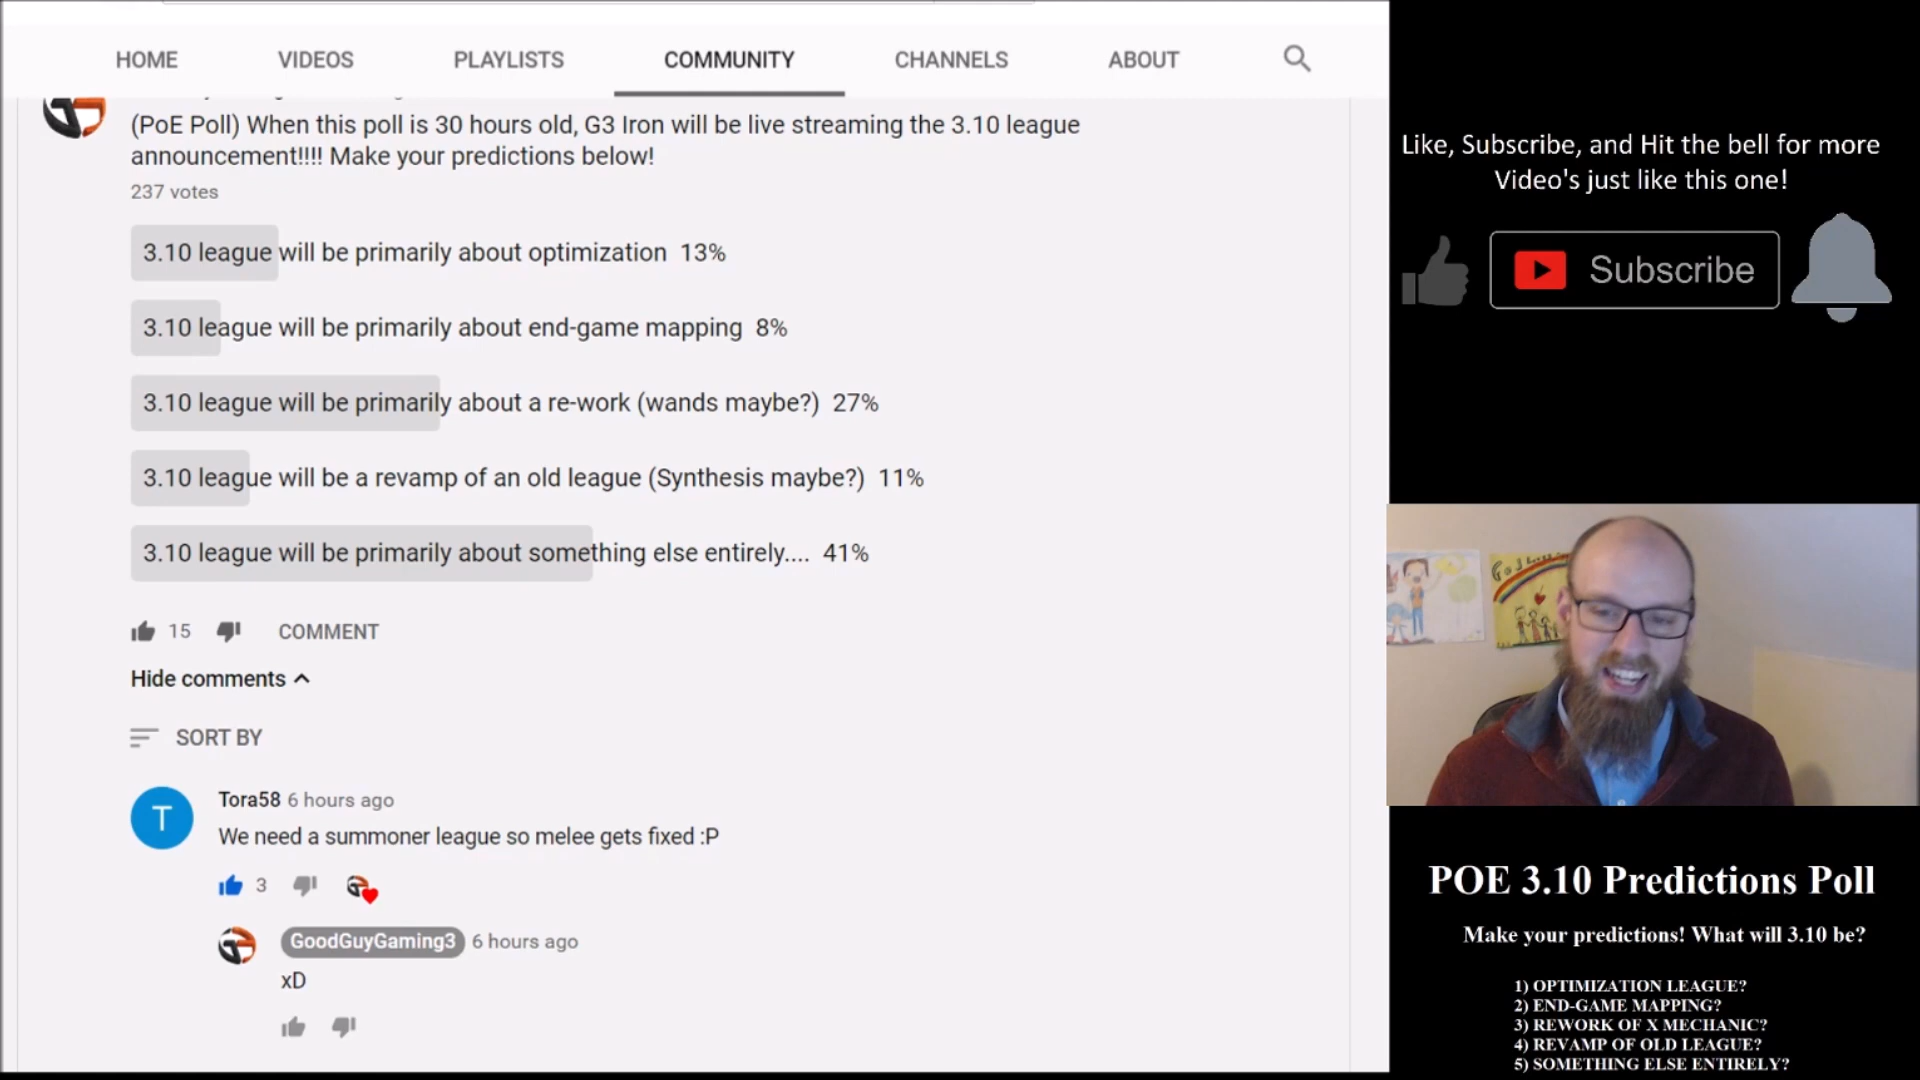 HOME VIDEOS PLAYLISTS COMMUNITY CHANNELS ABOUT
(PoE Poll) When this poll is 30 hours old, G3 Iron will be live streaming the 3.10 league
announcement!!!! Make your predictions below!
237 votes
3.10 league will be primarily about optimization 13%
3.10 league will be primarily about end-game mapping 8%
3.10 league will be primarily about a re-work (wands maybe?) 27%
3.10 league will be a revamp of an old league (Synthesis maybe?) 11%
3.10 league will be primarily about something else entirely.... 41%
15 COMMENT
Hide comments
SORT BY
T
Tora58 6 hours ago
We need a summoner league so melee gets fixed :P
3
GoodGuyGaming3 6 hours ago
xD
Like, Subscribe, and Hit the bell for more
Video's just like this one!
Subscribe
POE 3.10 Predictions Poll
Make your predictions! What will 3.10 be?
1) OPTIMIZATION LEAGUE?
2) END-GAME MAPPING?
3) REWORK OF X MECHANIC?
4) REVAMP OF OLD LEAGUE?
5) SOMETHING ELSE ENTIRELY?